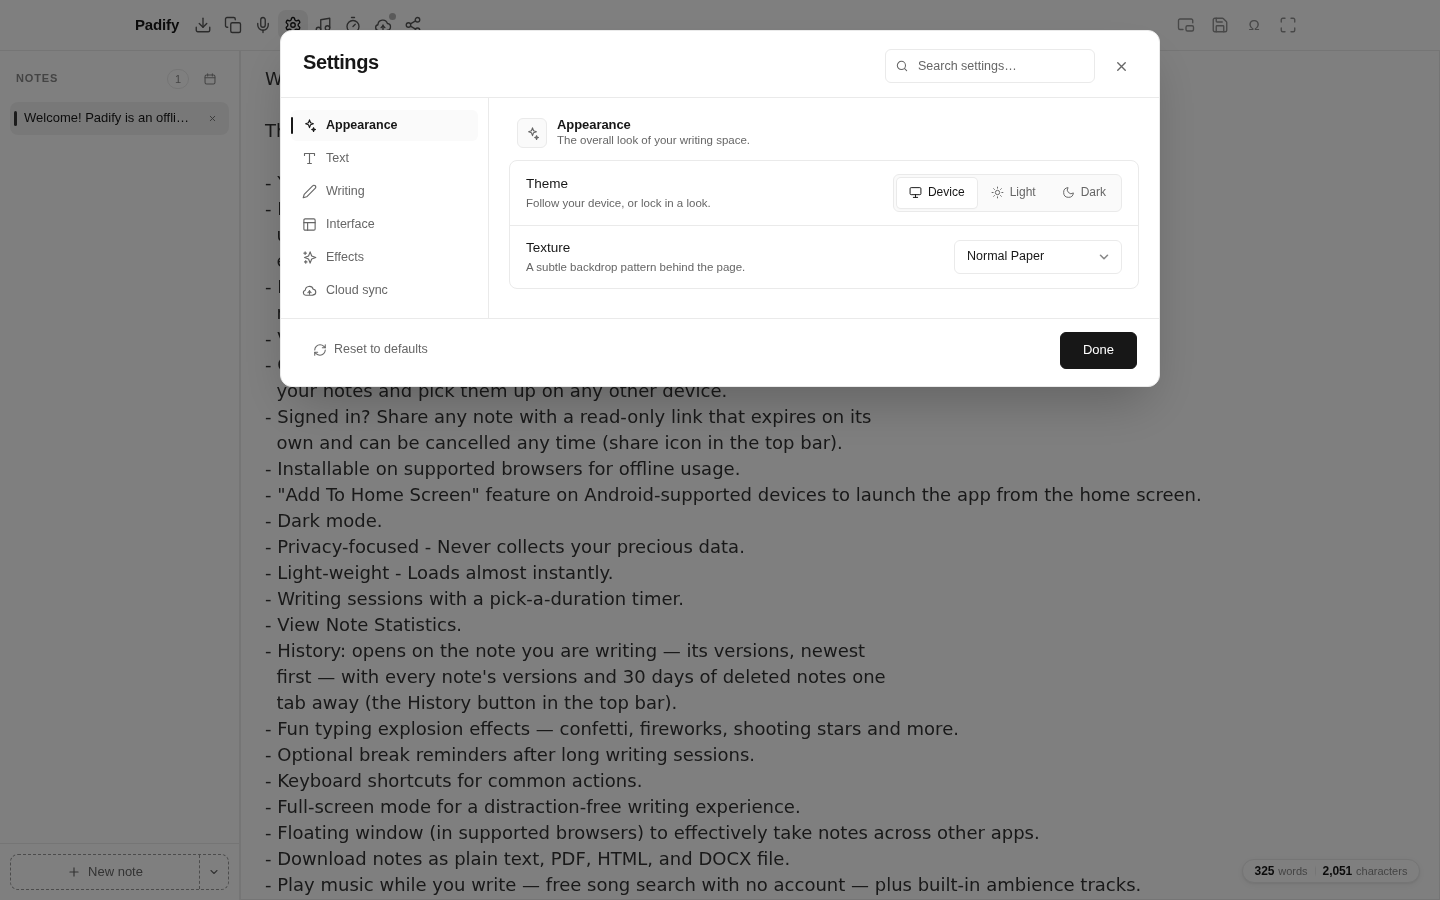 Padify
Ω
NOTES
1
Welcome! Padify is an offli...
New note
Settings
Search settings...
Appearance
Text
Writing
Interface
Effects
Cloud sync
Appearance
The overall look of your writing space.
Theme
Follow your device, or lock in a look.
Device
Light
Dark
Texture
A subtle backdrop pattern behind the page.
Normal Paper
Reset to defaults
Done
your notes and pick them up on any other device.
- Signed in? Share any note with a read-only link that expires on its
own and can be cancelled any time (share icon in the top bar).
- Installable on supported browsers for offline usage.
- "Add To Home Screen" feature on Android-supported devices to launch the app from the home screen.
- Dark mode.
- Privacy-focused - Never collects your precious data.
- Light-weight - Loads almost instantly.
- Writing sessions with a pick-a-duration timer.
- View Note Statistics.
- History: opens on the note you are writing — its versions, newest
first — with every note's versions and 30 days of deleted notes one
tab away (the History button in the top bar).
- Fun typing explosion effects — confetti, fireworks, shooting stars and more.
- Optional break reminders after long writing sessions.
- Keyboard shortcuts for common actions.
- Full-screen mode for a distraction-free writing experience.
- Floating window (in supported browsers) to effectively take notes across other apps.
- Download notes as plain text, PDF, HTML, and DOCX file.
- Play music while you write — free song search with no account — plus built-in ambience tracks.
325 words 2,051 characters